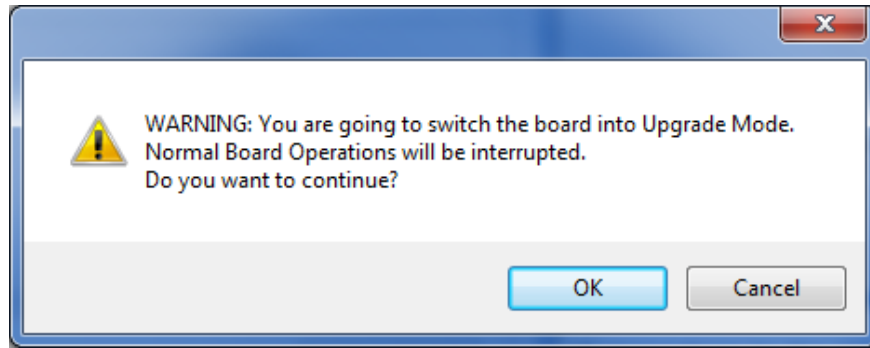 WARNING: You are going to switch the board into Upgrade Mode.
Normal Board Operations will be interrupted.
Do you want to continue?
OK
Cancel